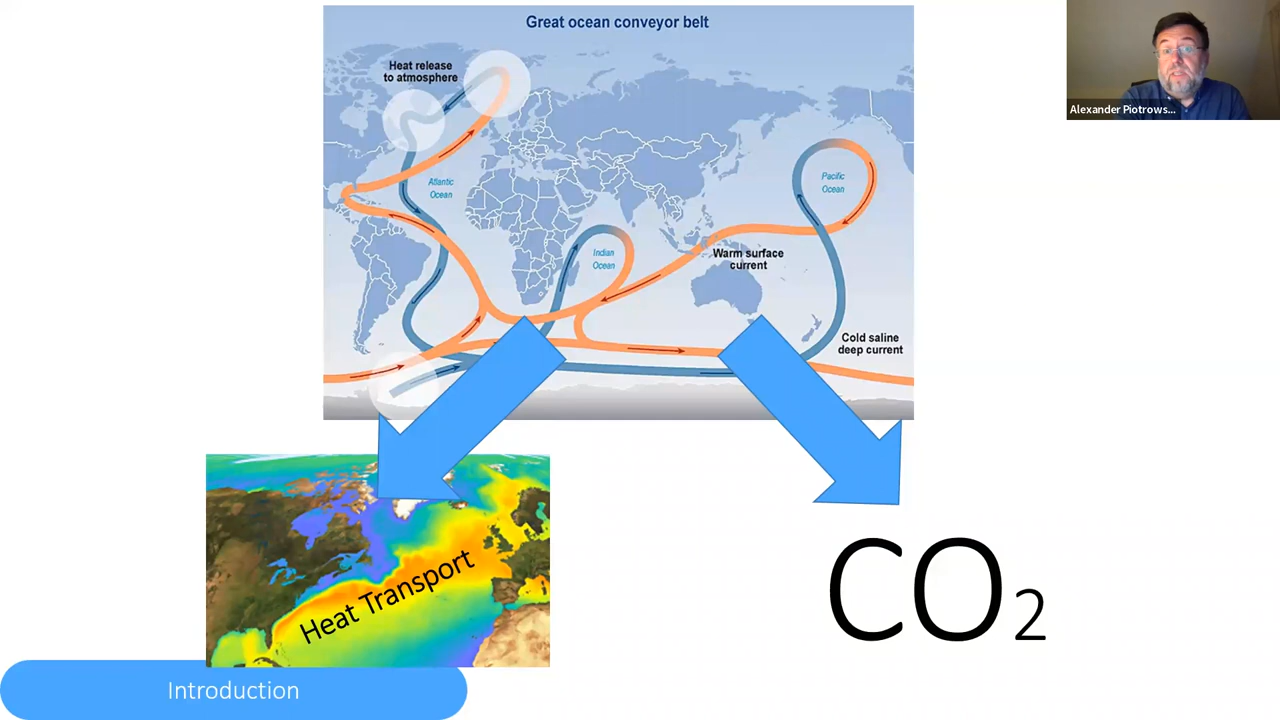 Great ocean conveyor belt
Alexander Piotrows...
Heat release
to atmosphere
Atlantic
Ocean
Pacific
Ocean
Indian
Ocean
Warm surface
current
Cold saline
deep current
Heat Transport
CO₂
Introduction